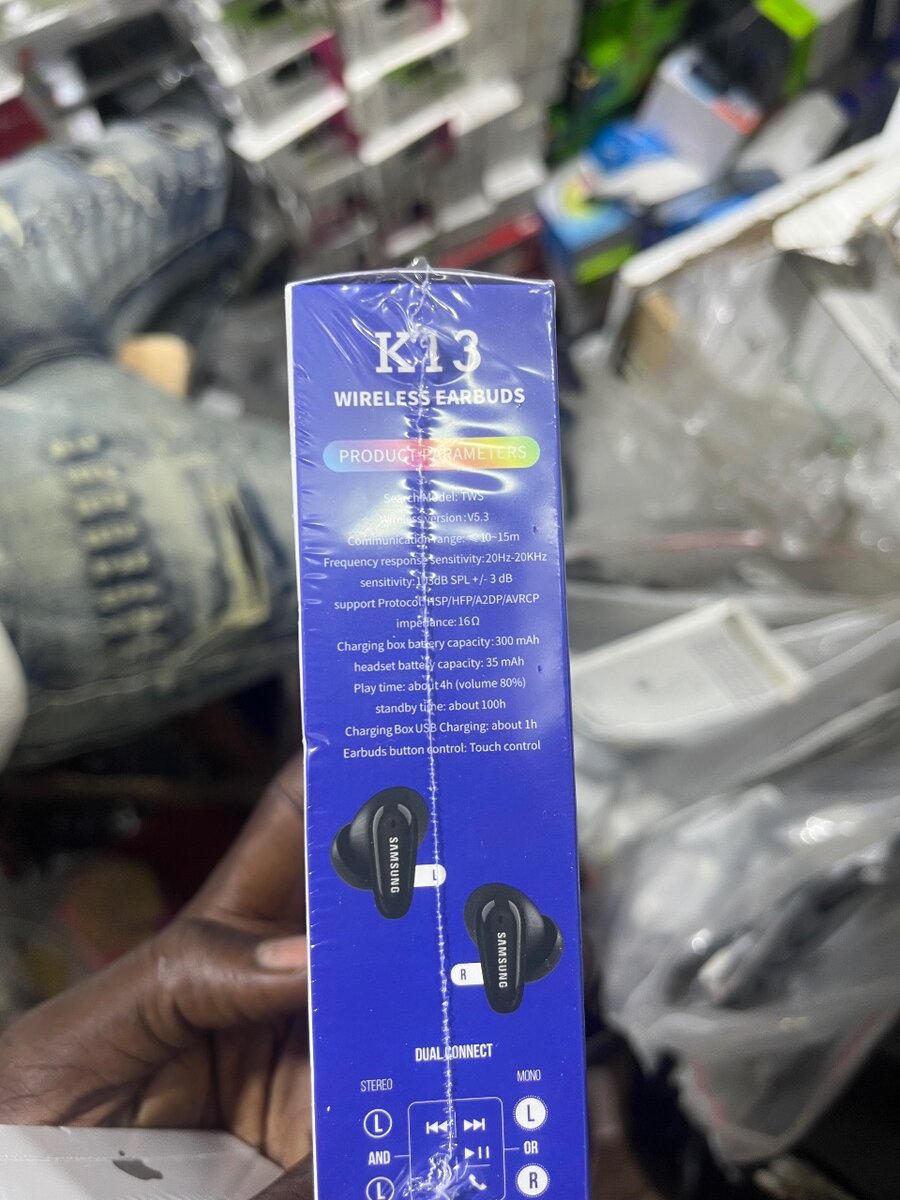 K13
WIRELESS EARBUDS
PRODUCT PARAMETERS
Search Model: TWS
Wireless version:V5.3
Communication range: ≤10~15m
Frequency response sensitivity:20Hz-20KHz
sensitivity: SPL +/- 3 dB
support Protocol:HSP/HFP/A2DP/AVRCP
impedance:16Ω
Charging box battery capacity:300 mAh
headset battery capacity: 35 mAh
Play time: about4h (volume 80%)
standby time: about 100h
Charging Box USB Charging: about 1h
Earbuds button control: Touch control
SAMSUNG
L
SAMSUNG
R
DUAL CONNECT
STEREO
MONO
L
L
AND
OR
L
R